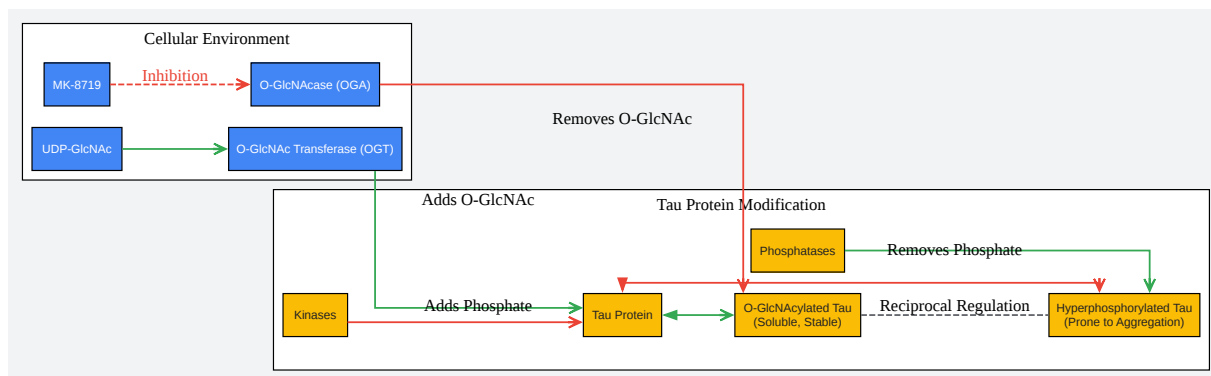 Cellular Environment
MK-8719
Inhibition
O-GlcNAcase (OGA)
Removes O-GlcNAc
UDP-GlcNAc
O-GlcNAc Transferase (OGT)
Adds O-GlcNAc
Tau Protein Modification
Phosphatases
Removes Phosphate
Kinases
Adds Phosphate
Tau Protein
O-GlcNAcylated Tau
(Soluble, Stable)
Reciprocal Regulation
Hyperphosphorylated Tau
(Prone to Aggregation)